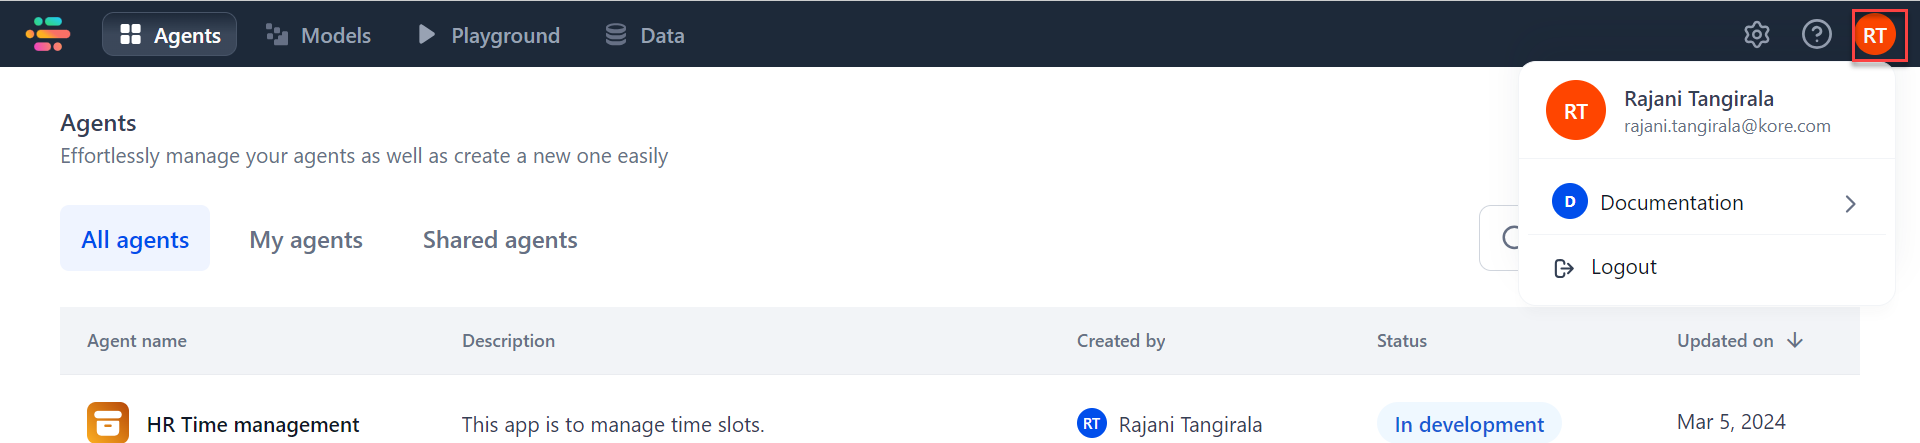 Agents Models Playground Data ? RT
RT Rajani Tangirala
rajani.tangirala@kore.com
D Documentation
Logout
Agents
Effortlessly manage your agents as well as create a new one easily
All agents My agents Shared agents
Agent name Description Created by Status Updated on
HR Time management This app is to manage time slots. RT Rajani Tangirala In development Mar 5, 2024